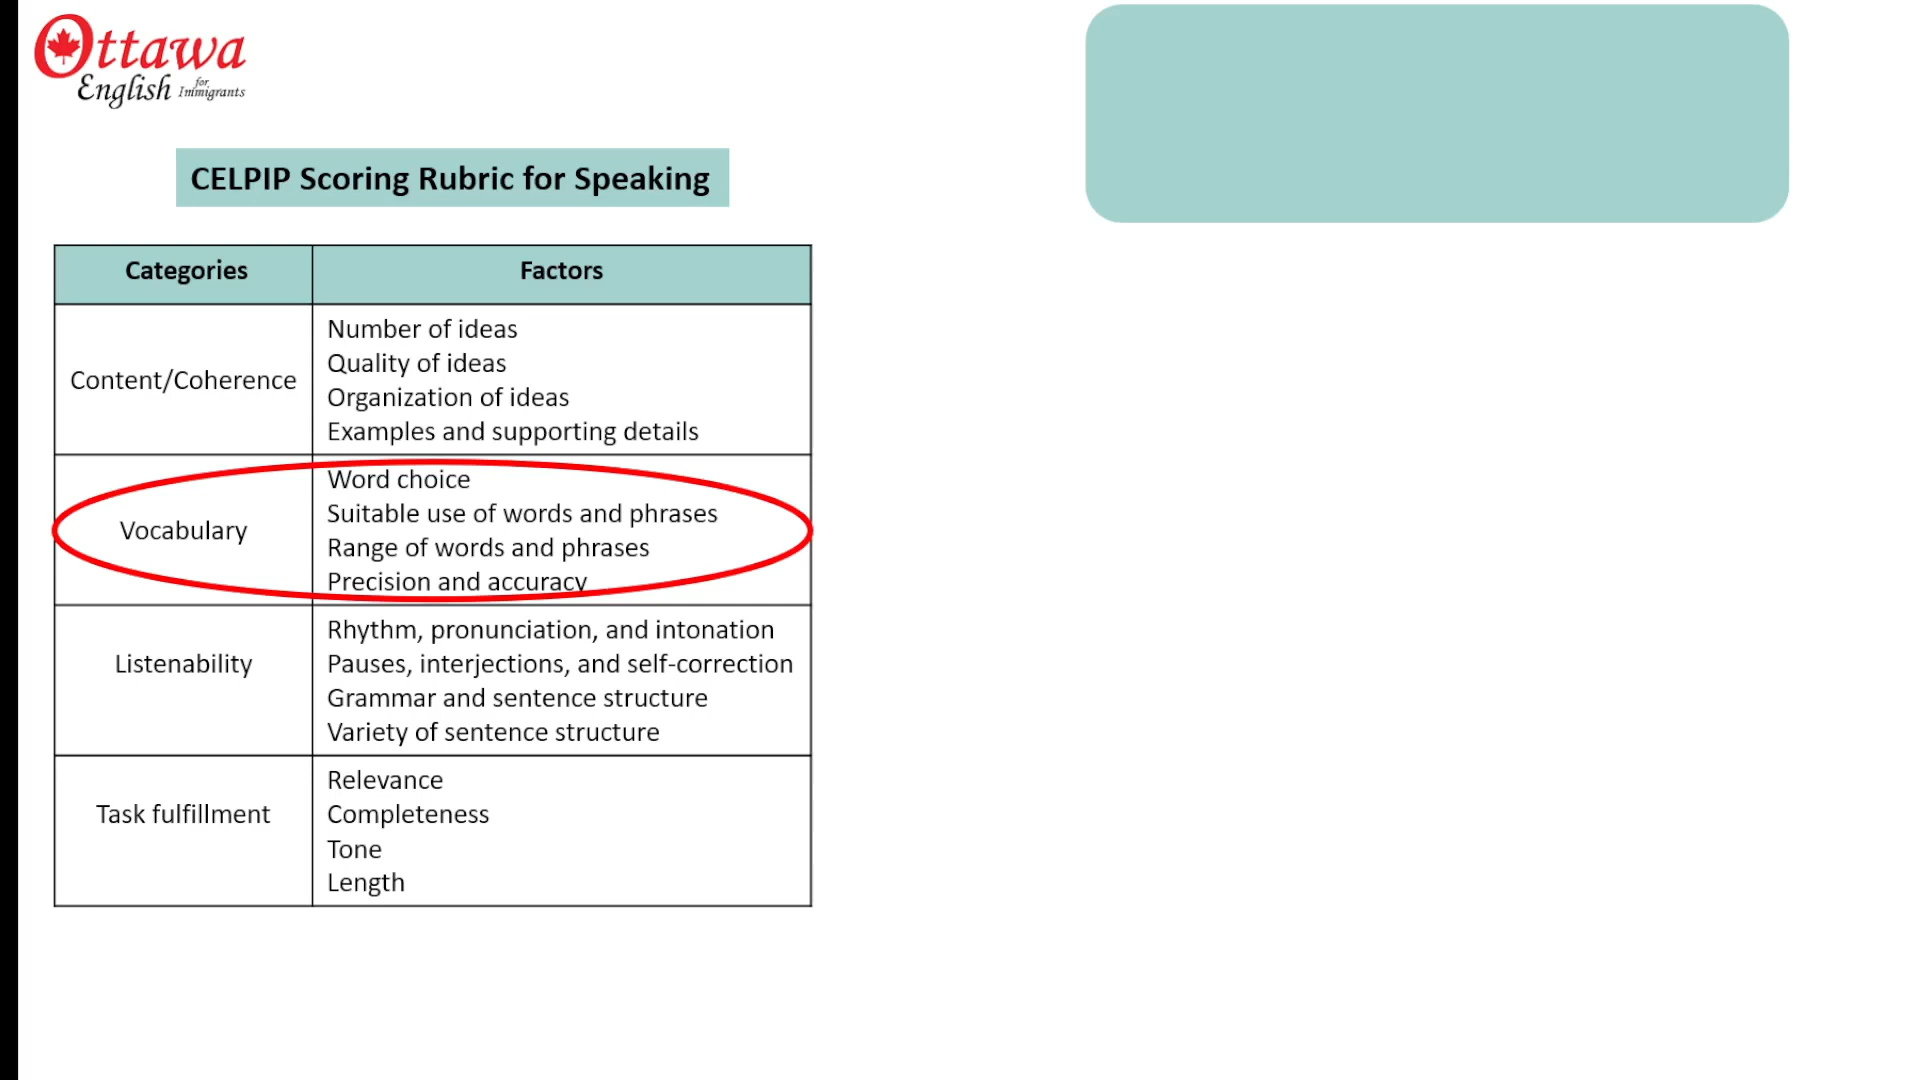 Ottawa
English for Immigrants
CELPIP Scoring Rubric for Speaking
Categories
Factors
Content/Coherence
Number of ideas
Quality of ideas
Organization of ideas
Examples and supporting details
Vocabulary
Word choice
Suitable use of words and phrases
Range of words and phrases
Precision and accuracy
Listenability
Rhythm, pronunciation, and intonation
Pauses, interjections, and self-correction
Grammar and sentence structure
Variety of sentence structure
Task fulfillment
Relevance
Completeness
Tone
Length